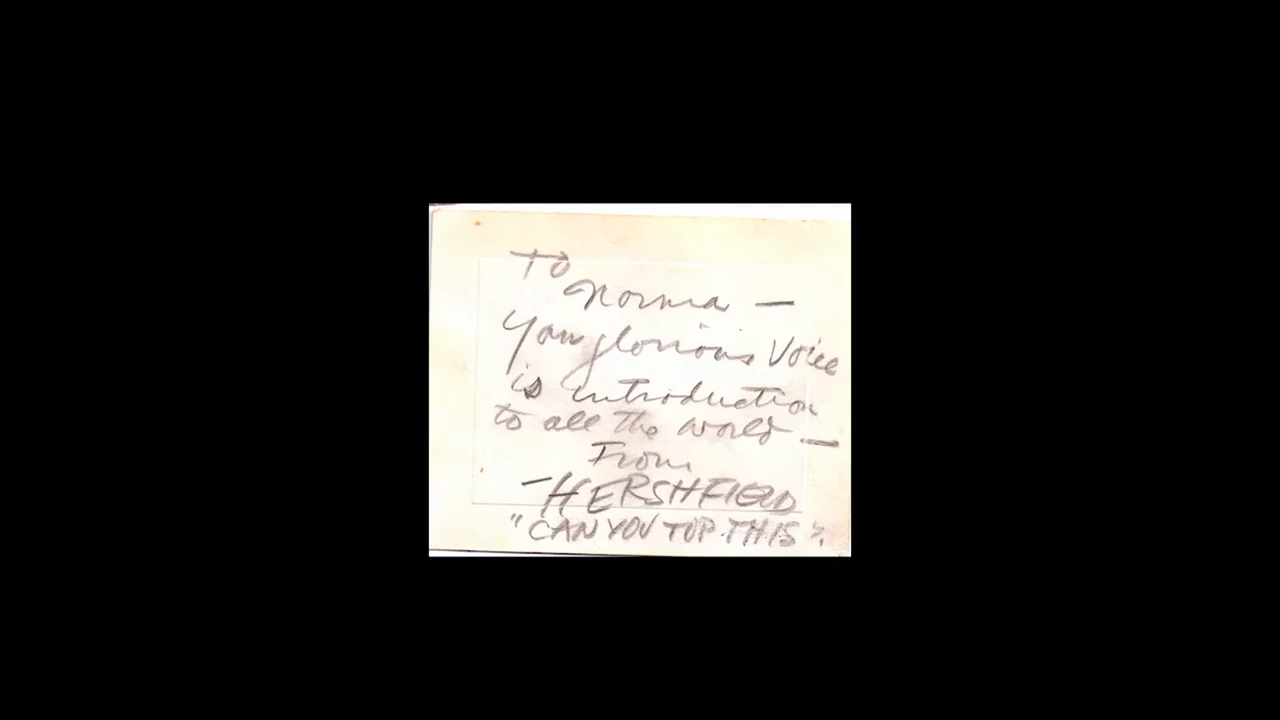 To
Norma —
Your glorious Voice
is introduction
to all the world —
From
—HERSHFIELD
"CAN YOU TOP THIS".